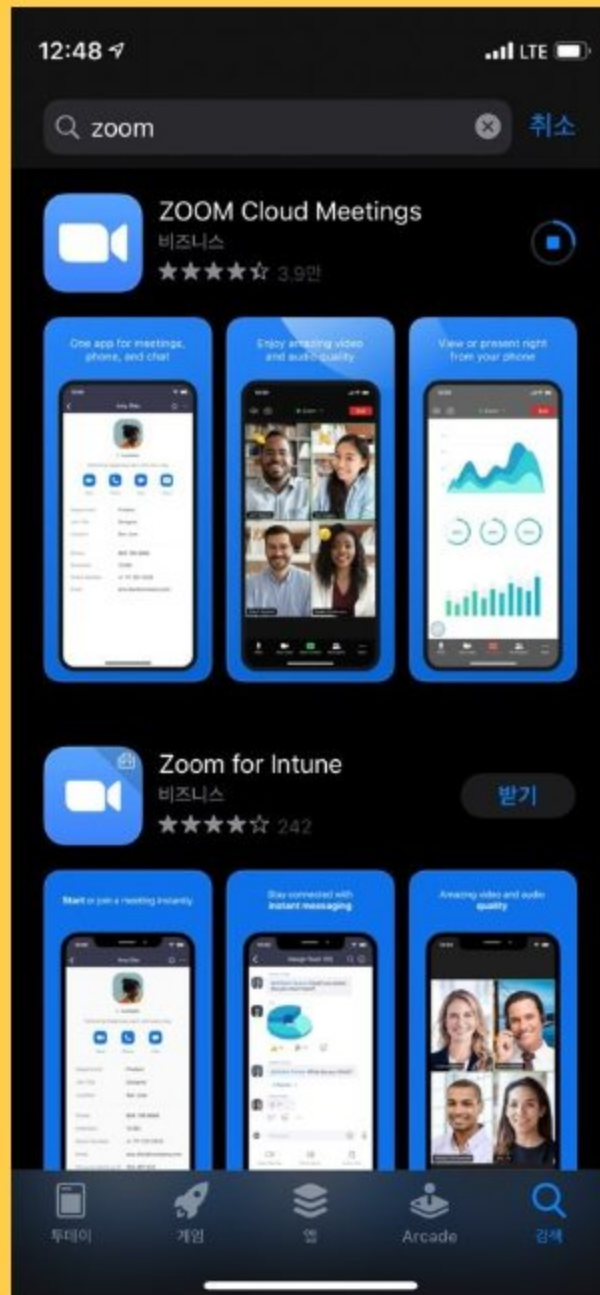 12:48
LTE
zoom
취소
ZOOM Cloud Meetings
비즈니스
3.9만
One app for meetings,
phone, and chat
Enjoy amazing video
and audio quality
View or present right
from your phone
Zoom for Intune
비즈니스
242
받기
Start or join a meeting instantly
Stay connected with
instant messaging
Amazing video and audio
quality
투데이
게임
앱
Arcade
검색